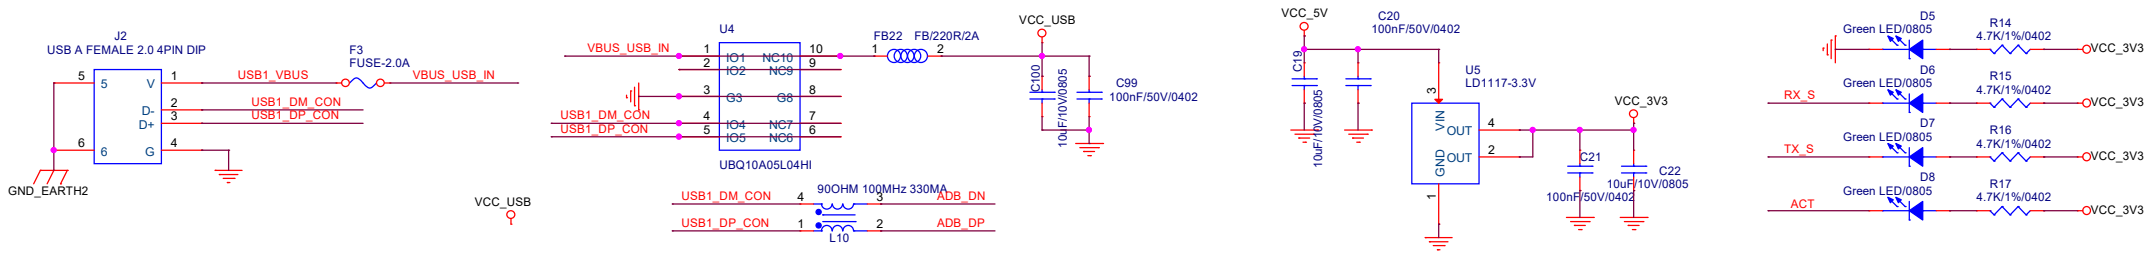 J2
USB A FEMALE 2.0 4PIN DIP
5
5
V
1
USB1_VBUS
D-
2
USB1_DM_CON
D+
3
USB1_DP_CON
6
6
G
4
GND_EARTH2
F3
FUSE-2.0A
VBUS_USB_IN
VCC_USB
U4
VBUS_USB_IN
1
IO1
NC10
10
2
IO2
NC9
9
3
G3
G8
8
USB1_DM_CON
4
IO4
NC7
7
USB1_DP_CON
5
IO5
NC6
6
UBQ10A05L04HI
FB22
FB/220R/2A
1
2
VCC_USB
C100
10uF/10V/0805
C99
100nF/50V/0402
90OHM 100MHz 330MA
USB1_DM_CON
4
3
ADB_DN
USB1_DP_CON
1
2
ADB_DP
L10
VCC_5V
C20
100nF/50V/0402
C19
10uF/10V/0805
U5
LD1117-3.3V
3
VIN
OUT
4
GND
OUT
2
1
VCC_3V3
C21
100nF/50V/0402
C22
10uF/10V/0805
D5
Green LED/0805
R14
4.7K/1%/0402
VCC_3V3
RX_S
D6
Green LED/0805
R15
4.7K/1%/0402
VCC_3V3
TX_S
D7
Green LED/0805
R16
4.7K/1%/0402
VCC_3V3
ACT
D8
Green LED/0805
R17
4.7K/1%/0402
VCC_3V3